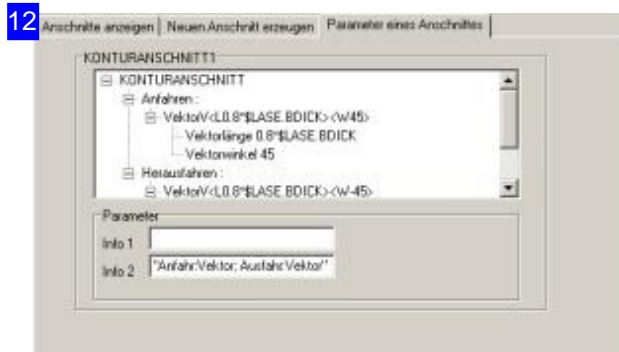 12
Anschnitte anzeigen Neuen Anschnitt erzeugen Parameter eines Anschnittes
KONTURANSCHNITT1
KONTURANSCHNITT
Anfahren :
VektorV<L0.8*$LASE.BDICK><W45>
Vektorlänge 0.8*$LASE.BDICK
Vektorwinkel 45
Herausfahren :
VektorV<L0.8*$LASE.BDICK><W-45>
Parameter
Info 1
Info 2 "Anfahr:Vektor; Ausfahr:Vektor"